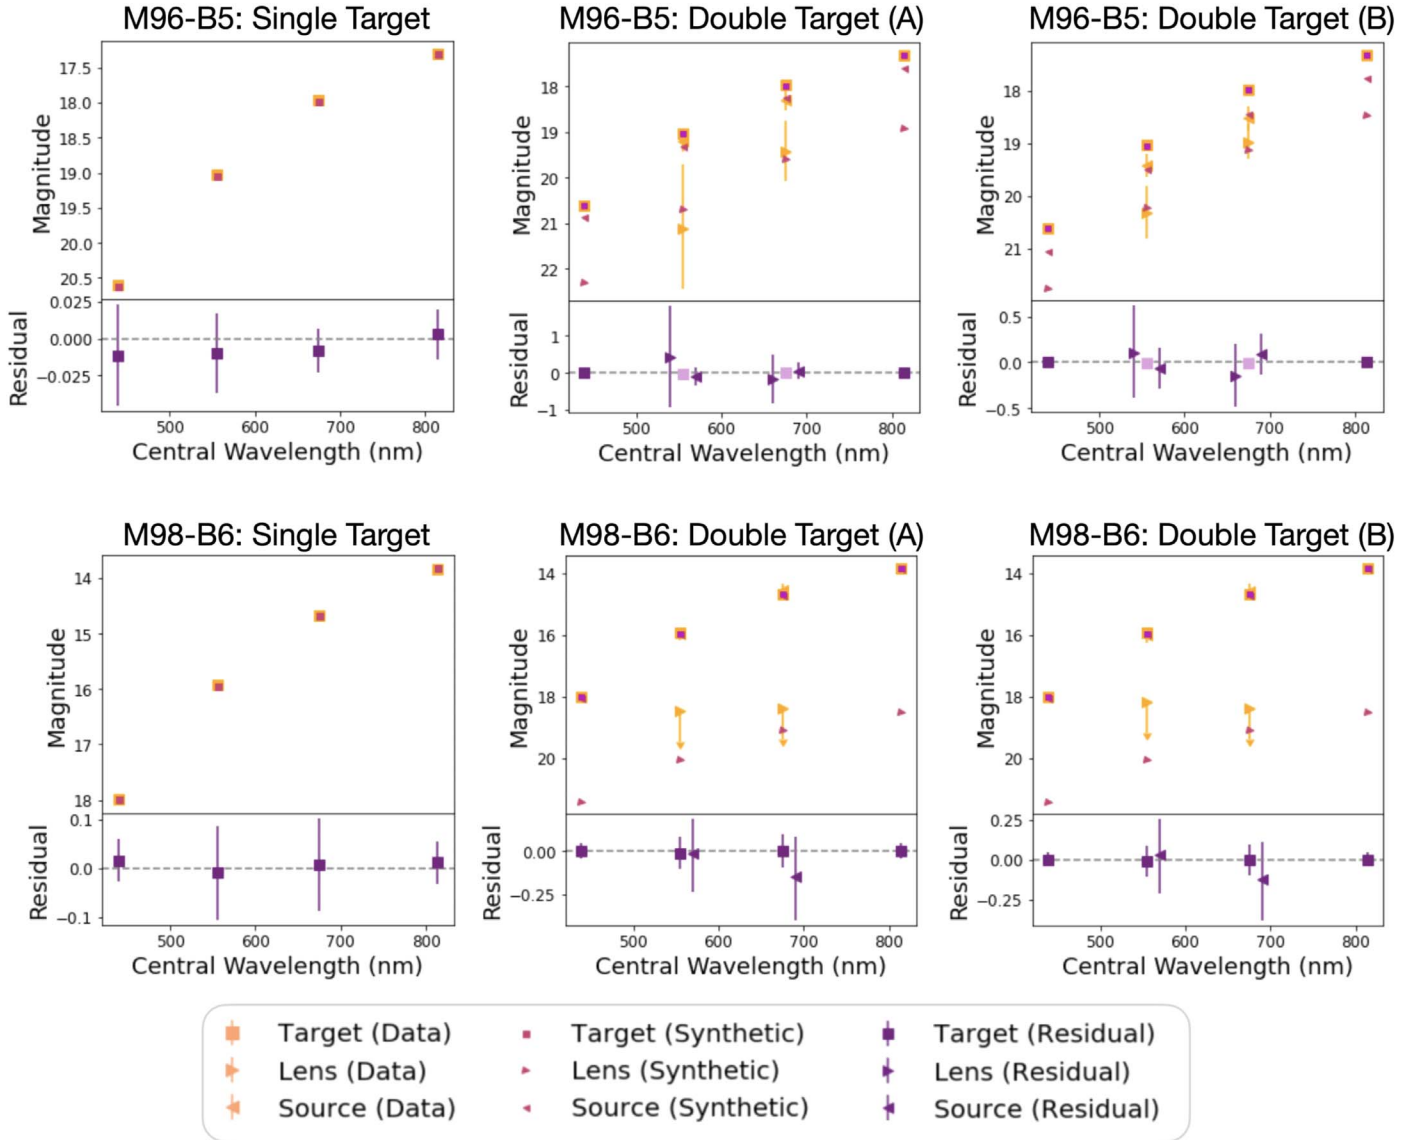 M96-B5: Single Target
M96-B5: Double Target (A)
M96-B5: Double Target (B)
Magnitude
17.5
18.0
18.5
19.0
19.5
20.0
20.5
Residual
0.025
0.000
−0.025
500 600 700 800
Central Wavelength (nm)
Magnitude
18
19
20
21
22
Residual
1
0
−1
500 600 700 800
Central Wavelength (nm)
Magnitude
18
19
20
21
Residual
0.5
0.0
−0.5
500 600 700 800
Central Wavelength (nm)
M98-B6: Single Target
M98-B6: Double Target (A)
M98-B6: Double Target (B)
Magnitude
14
15
16
17
18
Residual
0.1
0.0
−0.1
500 600 700 800
Central Wavelength (nm)
Magnitude
14
16
18
20
Residual
0.00
−0.25
500 600 700 800
Central Wavelength (nm)
Magnitude
14
16
18
20
Residual
0.25
0.00
−0.25
500 600 700 800
Central Wavelength (nm)
Target (Data)
Lens (Data)
Source (Data)
Target (Synthetic)
Lens (Synthetic)
Source (Synthetic)
Target (Residual)
Lens (Residual)
Source (Residual)